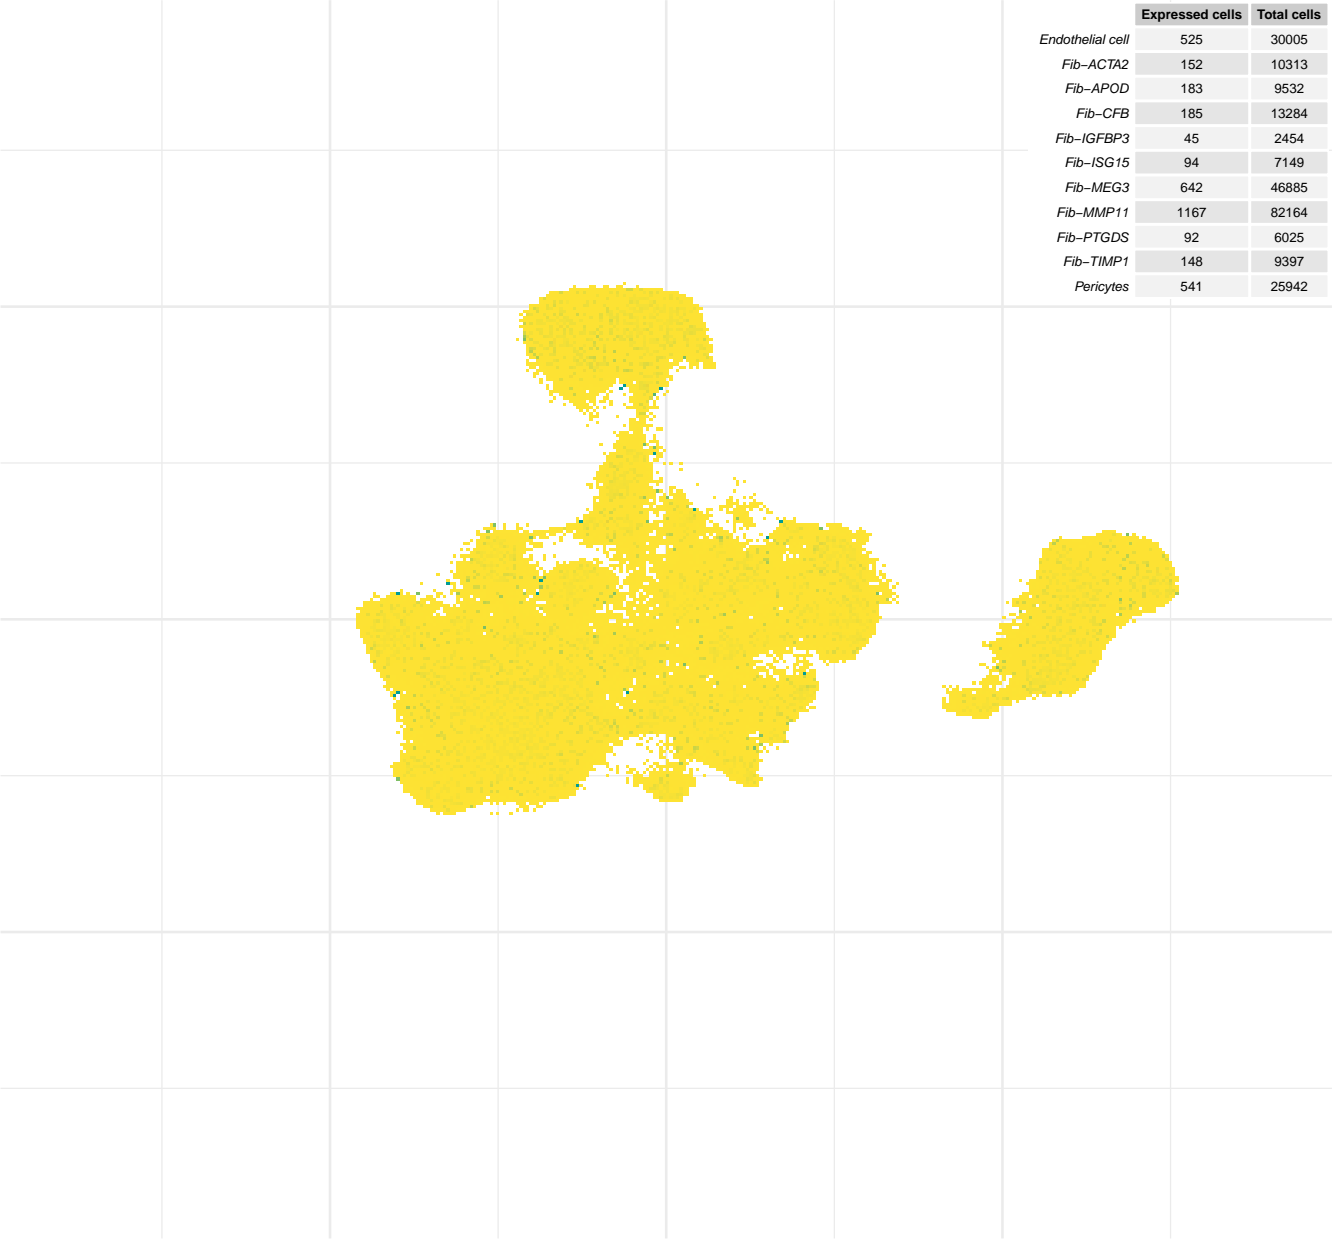 Expressed cells Total cells
Endothelial cell 525 30005
Fib−ACTA2 152 10313
Fib−APOD 183 9532
Fib−CFB 185 13284
Fib−IGFBP3 45 2454
Fib−ISG15 94 7149
Fib−MEG3 642 46885
Fib−MMP11 1167 82164
Fib−PTGDS 92 6025
Fib−TIMP1 148 9397
Pericytes 541 25942